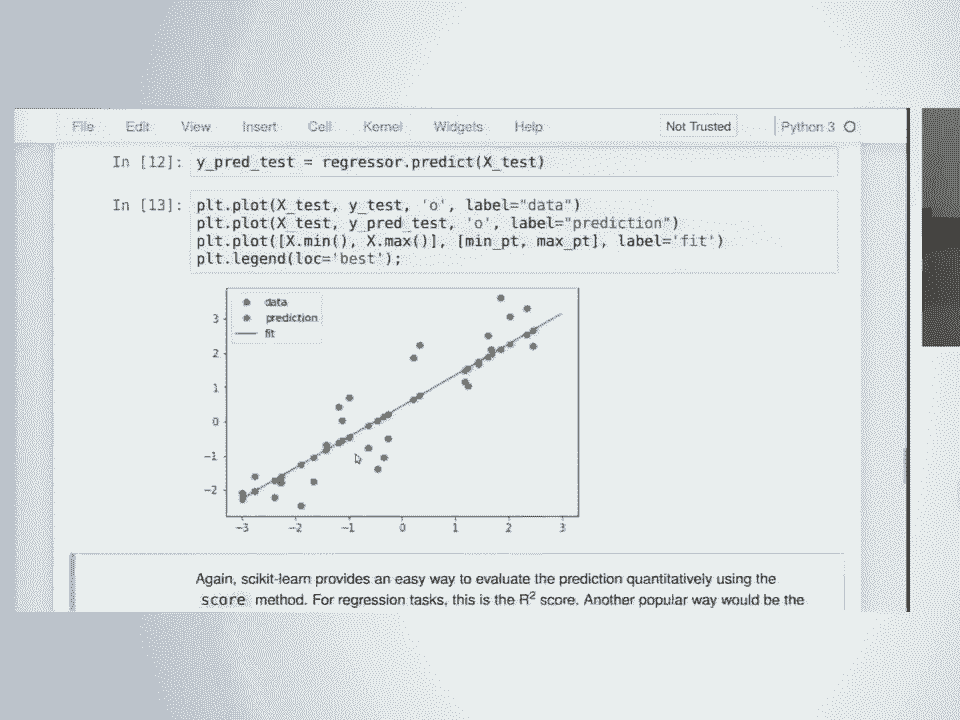 File Edit View Insert Cell Kernel Widgets Help Not Trusted Python 3
In [12]: y_pred_test = regressor.predict(X_test)
In [13]: plt.plot(X_test, y_test, 'o', label="data")
plt.plot(X_test, y_pred_test, 'o', label="prediction")
plt.plot([X.min(), X.max()], [min_pt, max_pt], label='fit')
plt.legend(loc='best');
data
prediction
fit
3
2
1
0
−1
−2
−3 −2 −1 0 1 2 3
Again, scikit-learn provides an easy way to evaluate the prediction quantitatively using the
score method. For regression tasks, this is the R² score. Another popular way would be the